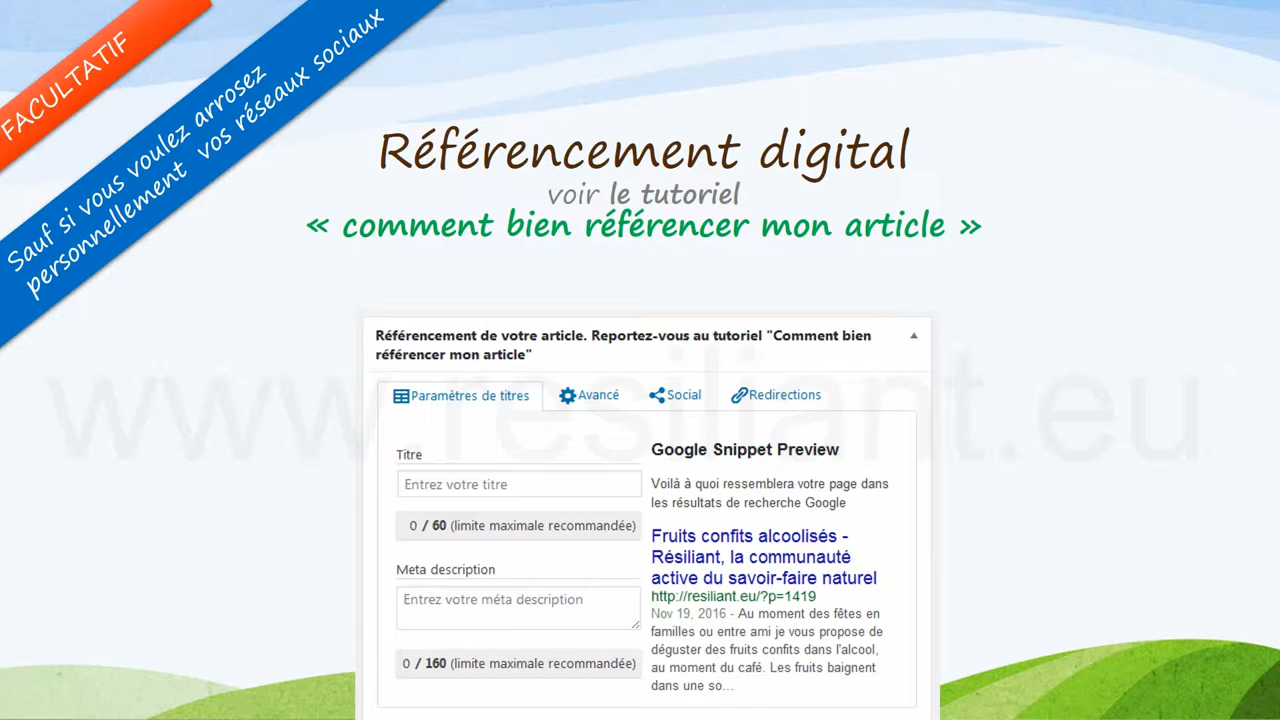 FACULTATIF
Sauf si vous voulez arrosez
personnellement vos réseaux sociaux
Référencement digital
voir le tutoriel
« comment bien référencer mon article »
www.resiliant.eu
Référencement de votre article. Reportez-vous au tutoriel "Comment bien
référencer mon article"
Paramètres de titres
Avancé
Social
Redirections
Titre
Entrez votre titre
0 / 60 (limite maximale recommandée)
Meta description
Entrez votre méta description
0 / 160 (limite maximale recommandée)
Google Snippet Preview
Voilà à quoi ressemblera votre page dans
les résultats de recherche Google
Fruits confits alcoolisés -
Résiliant, la communauté
active du savoir-faire naturel
http://resiliant.eu/?p=1419
Nov 19, 2016 - Au moment des fêtes en
familles ou entre ami je vous propose de
déguster des fruits confits dans l'alcool,
au moment du café. Les fruits baignent
dans une so...